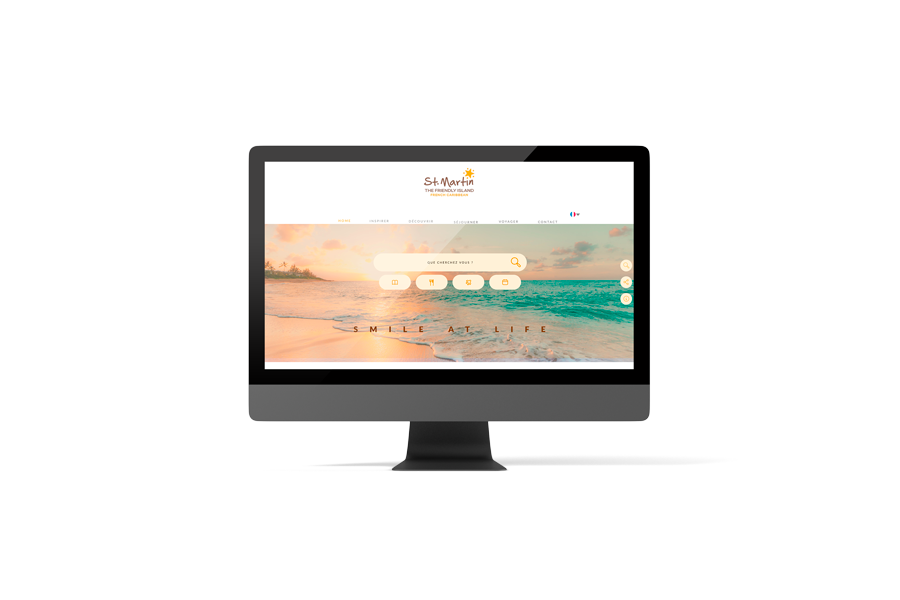 St. Martin
THE FRIENDLY ISLAND
FRENCH CARIBBEAN
HOME INSPIRER DÉCOUVRIR SÉJOURNER VOYAGER CONTACT
QUE CHERCHEZ VOUS ?
SMILE AT LIFE